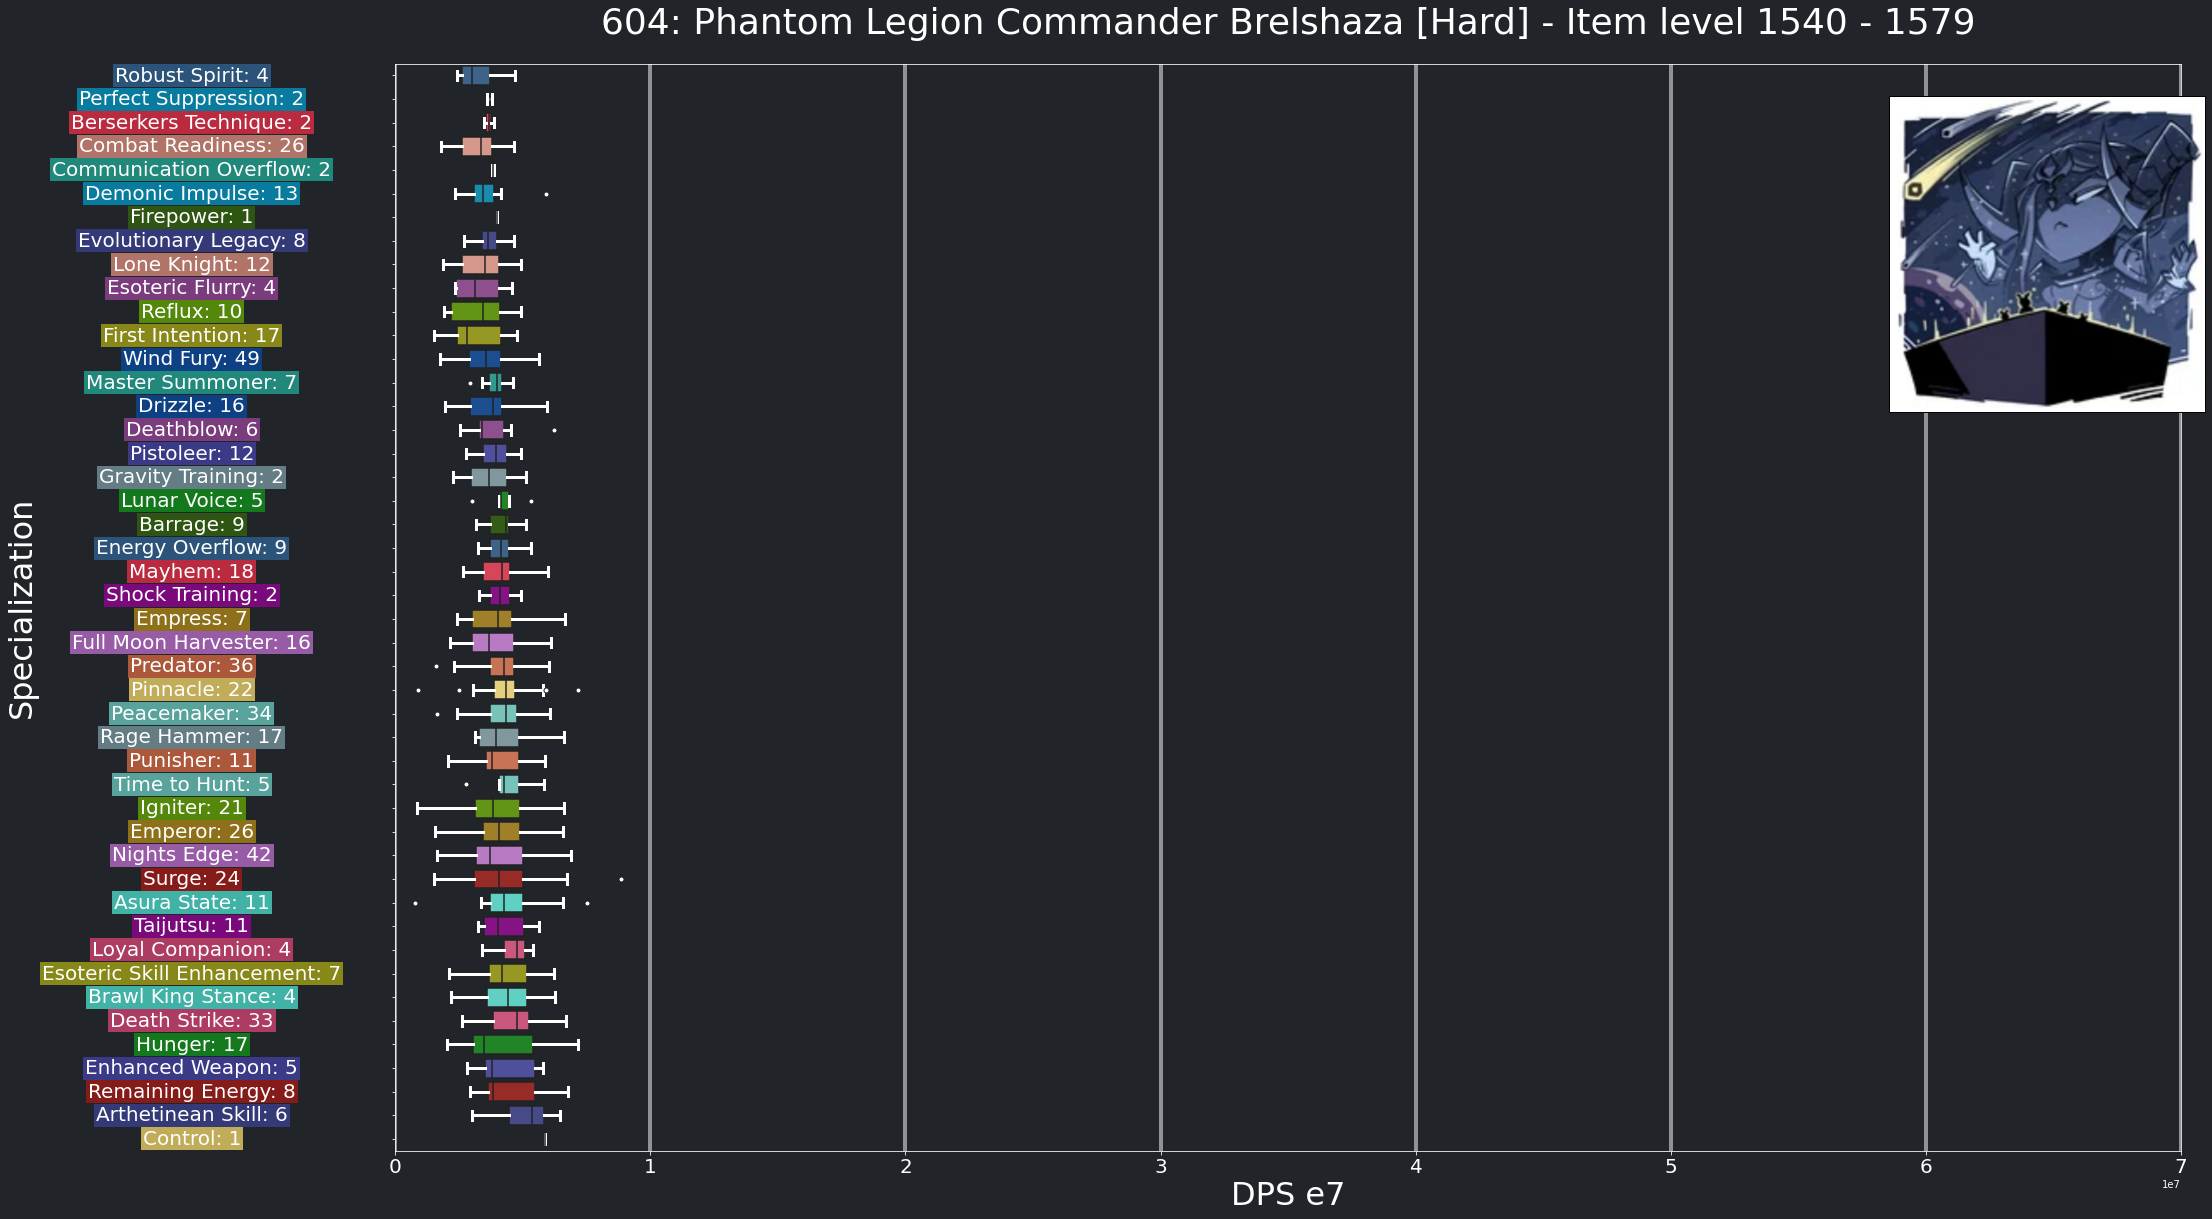 604: Phantom Legion Commander Brelshaza [Hard] - Item level 1540 - 1579
Specialization
Robust Spirit: 4
Perfect Suppression: 2
Berserkers Technique: 2
Combat Readiness: 26
Communication Overflow: 2
Demonic Impulse: 13
Firepower: 1
Evolutionary Legacy: 8
Lone Knight: 12
Esoteric Flurry: 4
Reflux: 10
First Intention: 17
Wind Fury: 49
Master Summoner: 7
Drizzle: 16
Deathblow: 6
Pistoleer: 12
Gravity Training: 2
Lunar Voice: 5
Barrage: 9
Energy Overflow: 9
Mayhem: 18
Shock Training: 2
Empress: 7
Full Moon Harvester: 16
Predator: 36
Pinnacle: 22
Peacemaker: 34
Rage Hammer: 17
Punisher: 11
Time to Hunt: 5
Igniter: 21
Emperor: 26
Nights Edge: 42
Surge: 24
Asura State: 11
Taijutsu: 11
Loyal Companion: 4
Esoteric Skill Enhancement: 7
Brawl King Stance: 4
Death Strike: 33
Hunger: 17
Enhanced Weapon: 5
Remaining Energy: 8
Arthetinean Skill: 6
Control: 1
0 1 2 3 4 5 6 7
1e7
DPS e7